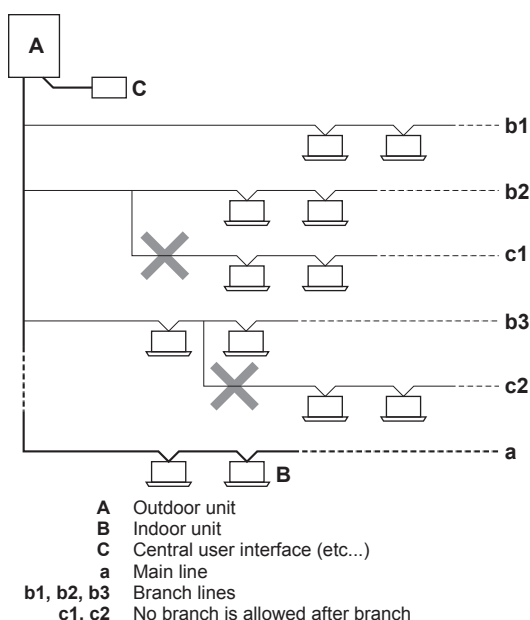 A
C
b1
b2
c1
b3
c2
a
B
A Outdoor unit
B Indoor unit
C Central user interface (etc...)
a Main line
b1, b2, b3 Branch lines
c1, c2 No branch is allowed after branch